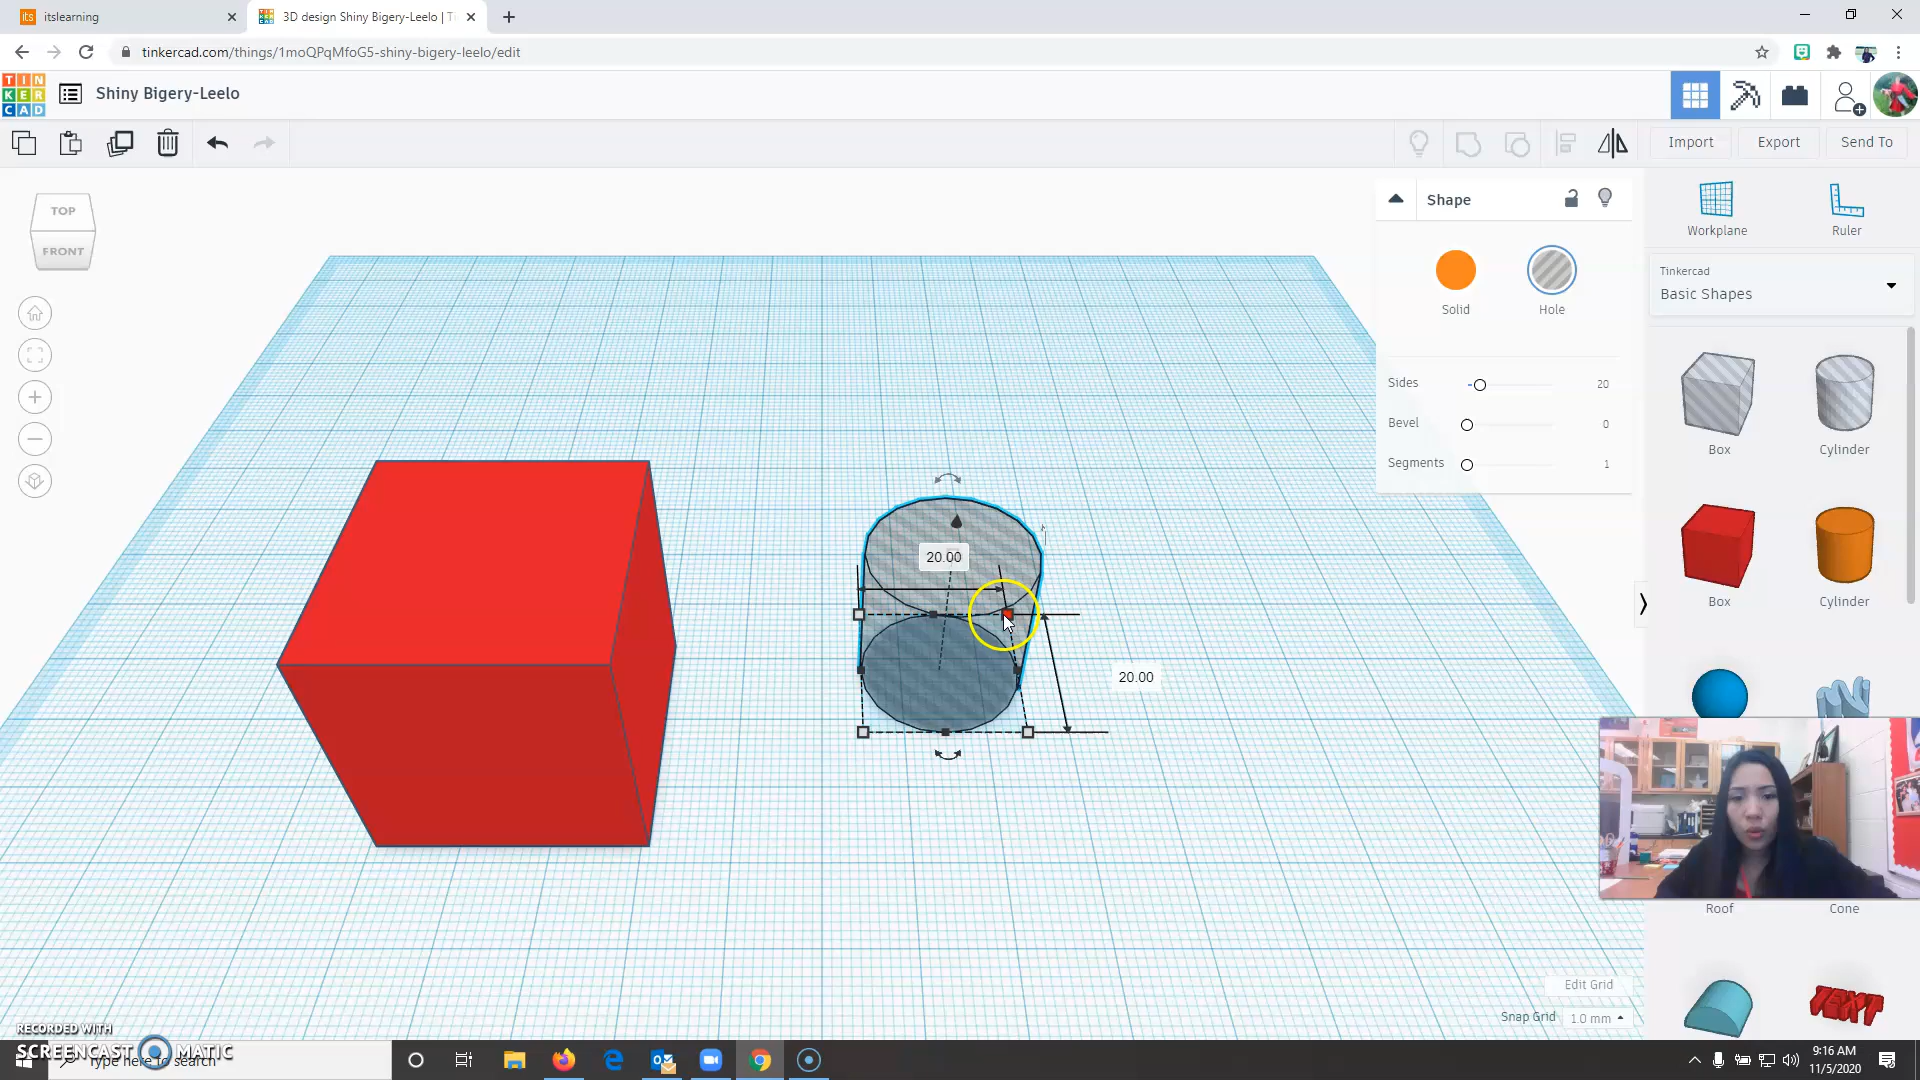 itslearning
3D design Shiny Bigery-Leelo | T
tinkercad.com/things/1moQPqMfoG5-shiny-bigery-leelo/edit
TIN
KER
CAD
Shiny Bigery-Leelo
Import
Export
Send To
TOP
FRONT
Shape
Solid
Hole
Sides
20
Bevel
0
Segments
1
Workplane
Ruler
Tinkercad
Basic Shapes
Box
Cylinder
Box
Cylinder
20.00
20.00
Roof
Cone
TEXT
Edit Grid
Snap Grid
1.0 mm
RECORDED WITH
SCREENCAST MATIC
Type here to search
9:16 AM
11/5/2020